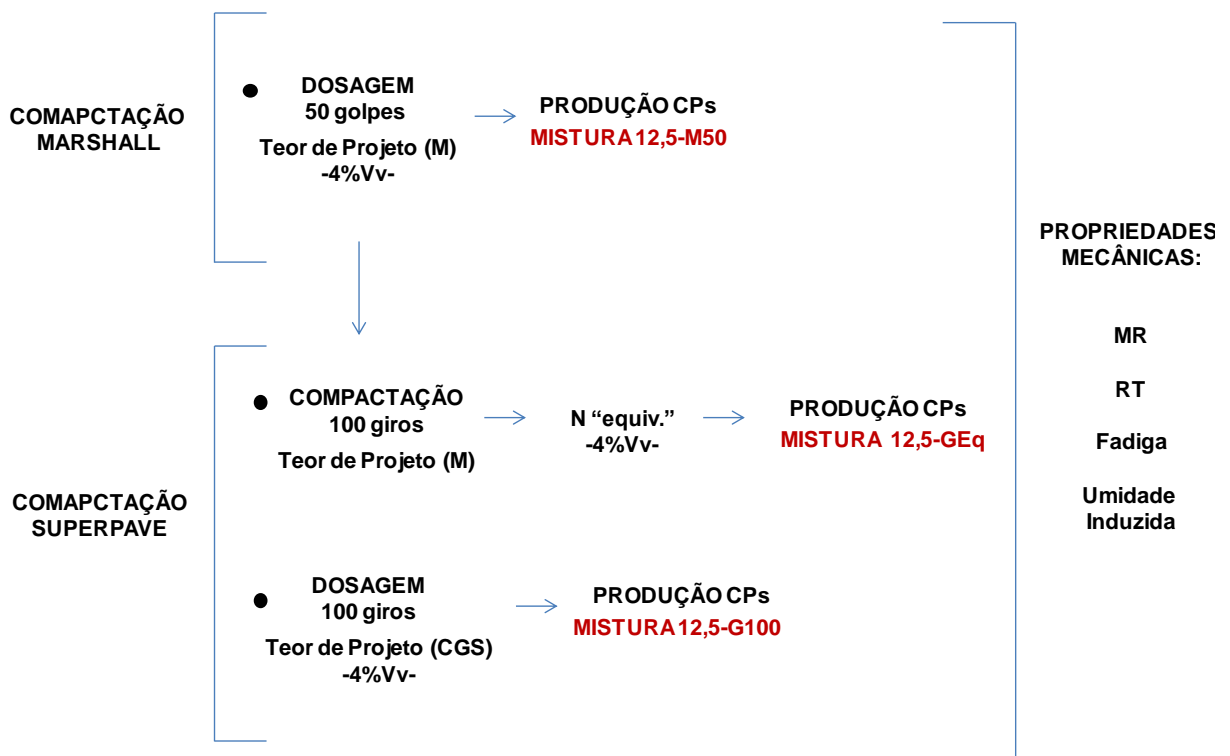 COMAPCTAÇÃO
MARSHALL
DOSAGEM
50 golpes
Teor de Projeto (M)
-4%Vv-
PRODUÇÃO CPs
MISTURA 12,5-M50
COMAPCTAÇÃO
SUPERPAVE
COMPACTAÇÃO
100 giros
Teor de Projeto (M)
N “equiv.”
-4%Vv-
PRODUÇÃO CPs
MISTURA 12,5-GEq
DOSAGEM
100 giros
Teor de Projeto (CGS)
-4%Vv-
PRODUÇÃO CPs
MISTURA 12,5-G100
PROPRIEDADES
MECÂNICAS:
MR
RT
Fadiga
Umidade
Induzida